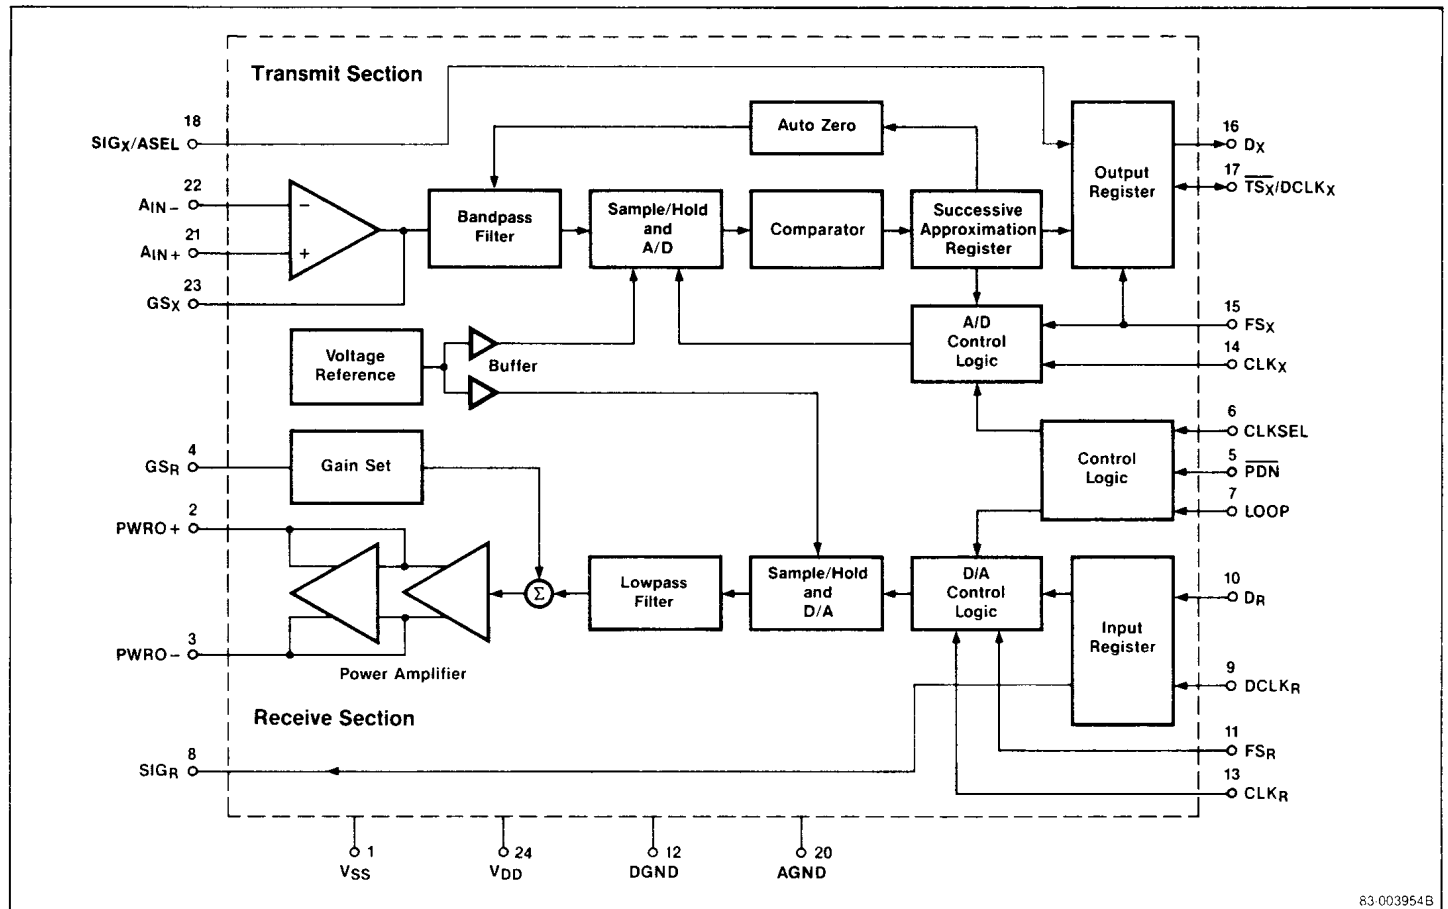 Transmit Section
18
SIGX/ASEL
22
AIN−
21
AIN+
23
GSX
Auto Zero
Bandpass
Filter
Sample/Hold
and
A/D
Comparator
Successive
Approximation
Register
Output
Register
16
DX
17
TSX/DCLKX
15
FSX
14
CLKX
Voltage
Reference
Buffer
A/D
Control
Logic
6
CLKSEL
5
PDN
7
LOOP
Control
Logic
4
GSR
Gain Set
2
PWRO+
3
PWRO−
Power Amplifier
Σ
Lowpass
Filter
Sample/Hold
and
D/A
D/A
Control
Logic
Input
Register
10
DR
9
DCLKR
11
FSR
13
CLKR
Receive Section
8
SIGR
1
VSS
24
VDD
12
DGND
20
AGND
83-003954B